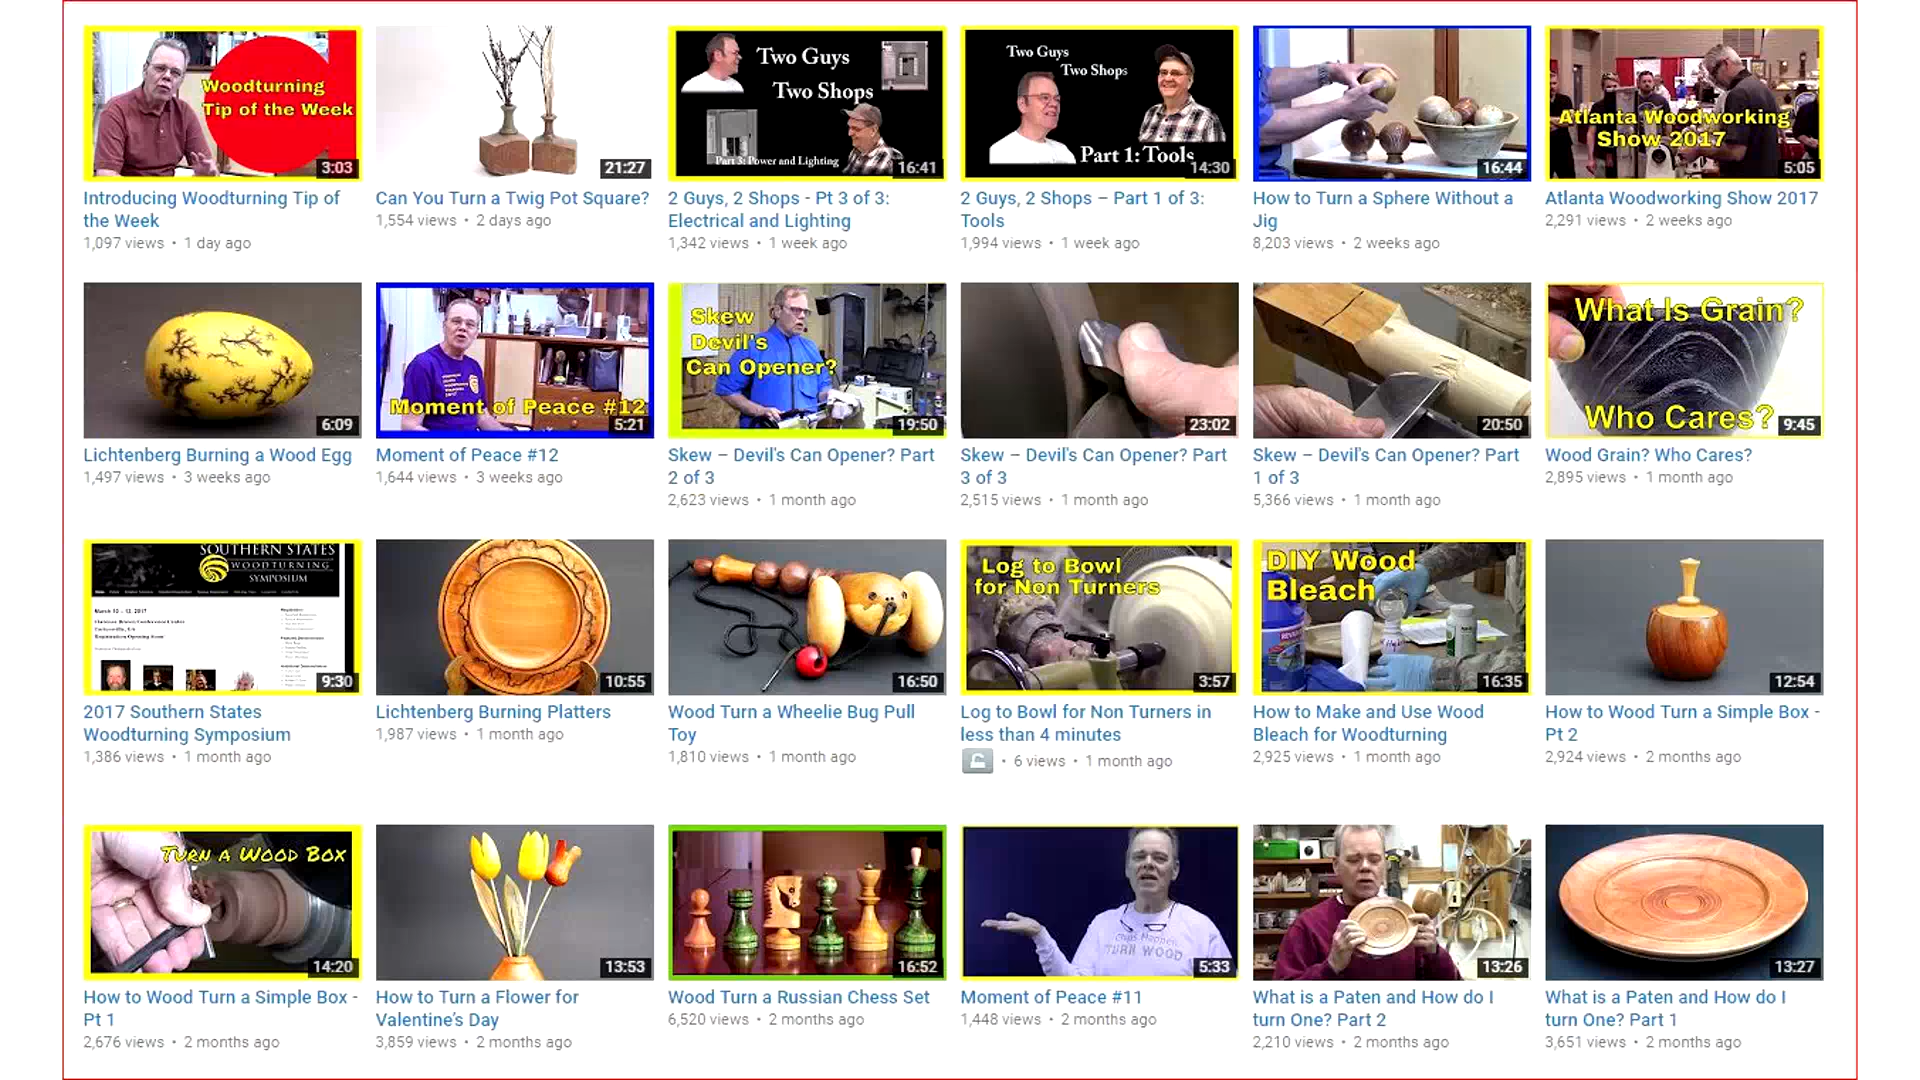 Woodturning
Tip of the Week
3:03
Introducing Woodturning Tip of
the Week
1,097 views • 1 day ago
21:27
Can You Turn a Twig Pot Square?
1,554 views • 2 days ago
Two Guys
Two Shops
Part 3: Power and Lighting
16:41
2 Guys, 2 Shops - Pt 3 of 3:
Electrical and Lighting
1,342 views • 1 week ago
Two Guys
Two Shops
Part 1: Tools
14:30
2 Guys, 2 Shops – Part 1 of 3:
Tools
1,994 views • 1 week ago
16:44
How to Turn a Sphere Without a
Jig
8,203 views • 2 weeks ago
Atlanta Woodworking
Show 2017
5:05
Atlanta Woodworking Show 2017
2,291 views • 2 weeks ago
6:09
Lichtenberg Burning a Wood Egg
1,497 views • 3 weeks ago
Moment of Peace #12
5:21
Moment of Peace #12
1,644 views • 3 weeks ago
Skew
Devil's
Can Opener?
19:50
Skew – Devil's Can Opener? Part
2 of 3
2,623 views • 1 month ago
23:02
Skew – Devil's Can Opener? Part
3 of 3
2,515 views • 1 month ago
20:50
Skew – Devil's Can Opener? Part
1 of 3
5,366 views • 1 month ago
What Is Grain?
Who Cares?
9:45
Wood Grain? Who Cares?
2,895 views • 1 month ago
SOUTHERN STATES
WOODTURNING
SYMPOSIUM
March 10 - 12, 2017
9:30
2017 Southern States
Woodturning Symposium
1,386 views • 1 month ago
10:55
Lichtenberg Burning Platters
1,987 views • 1 month ago
16:50
Wood Turn a Wheelie Bug Pull
Toy
1,810 views • 1 month ago
Log to Bowl
for Non Turners
3:57
Log to Bowl for Non Turners in
less than 4 minutes
• 6 views • 1 month ago
DIY Wood
Bleach
16:35
How to Make and Use Wood
Bleach for Woodturning
2,925 views • 1 month ago
12:54
How to Wood Turn a Simple Box -
Pt 2
2,924 views • 2 months ago
Turn a Wood Box
14:20
How to Wood Turn a Simple Box -
Pt 1
2,676 views • 2 months ago
13:53
How to Turn a Flower for
Valentine's Day
3,859 views • 2 months ago
16:52
Wood Turn a Russian Chess Set
6,520 views • 2 months ago
Chips Happen
TURN WOOD
5:33
Moment of Peace #11
1,448 views • 2 months ago
13:26
What is a Paten and How do I
turn One? Part 2
2,210 views • 2 months ago
13:27
What is a Paten and How do I
turn One? Part 1
3,651 views • 2 months ago